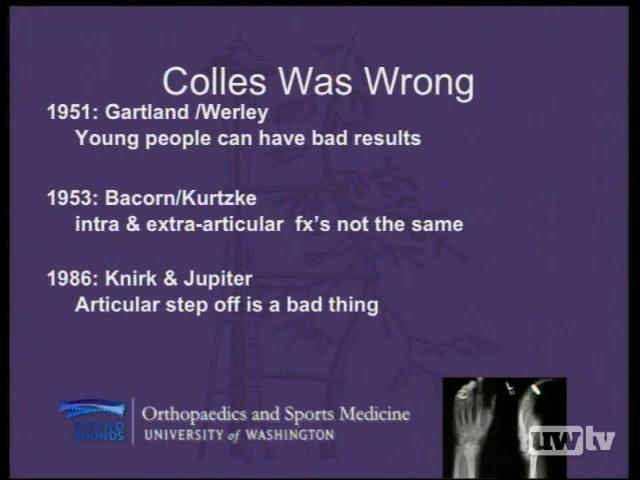 Colles Was Wrong
1951: Gartland /Werley
Young people can have bad results
1953: Bacorn/Kurtzke
intra & extra-articular fx's not the same
1986: Knirk & Jupiter
Articular step off is a bad thing
GRAND
ROUNDS
Orthopaedics and Sports Medicine
UNIVERSITY of WASHINGTON
uwtv